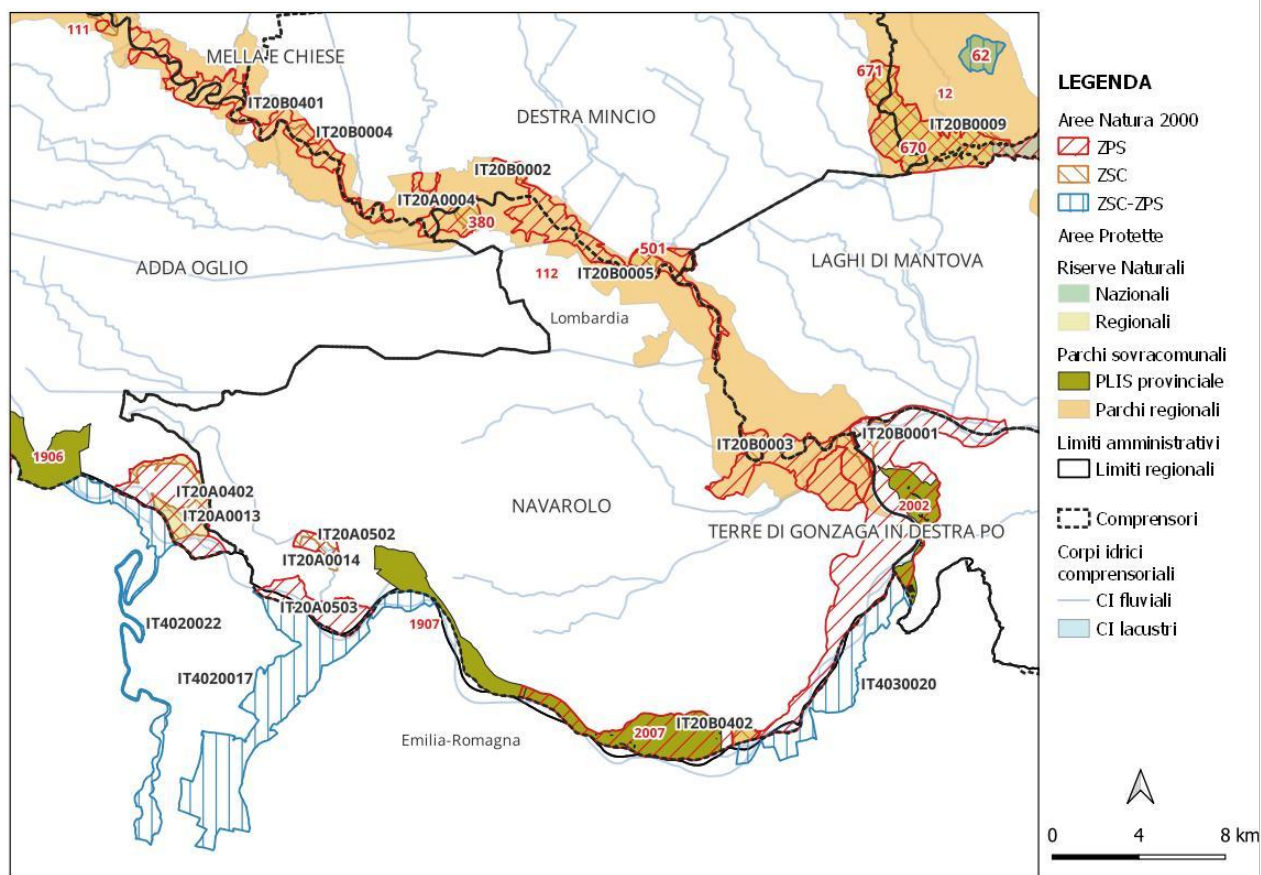 111
MELLA E CHIESE
671
62
12
IT20B0401
DESTRA MINCIO
IT20B0009
IT20B0004
670
IT20B0002
IT20A0004
380
501
ADDA OGLIO
112
IT20B0005
LAGHI DI MANTOVA
Lombardia
IT20B0003
IT20B0001
1906
IT20A0402
NAVAROLO
2002
IT20A0013
IT20A0502
TERRE DI GONZAGA IN DESTRA PO
IT20A0014
IT20A0503
IT4020022
1907
IT4020017
IT4030020
IT20B0402
2007
Emilia-Romagna
LEGENDA
Aree Natura 2000
ZPS
ZSC
ZSC-ZPS
Aree Protette
Riserve Naturali
Nazionali
Regionali
Parchi sovracomunali
PLIS provinciale
Parchi regionali
Limiti amministrativi
Limiti regionali
Comprensori
Corpi idrici
comprensoriali
CI fluviali
CI lacustri
0 4 8 km